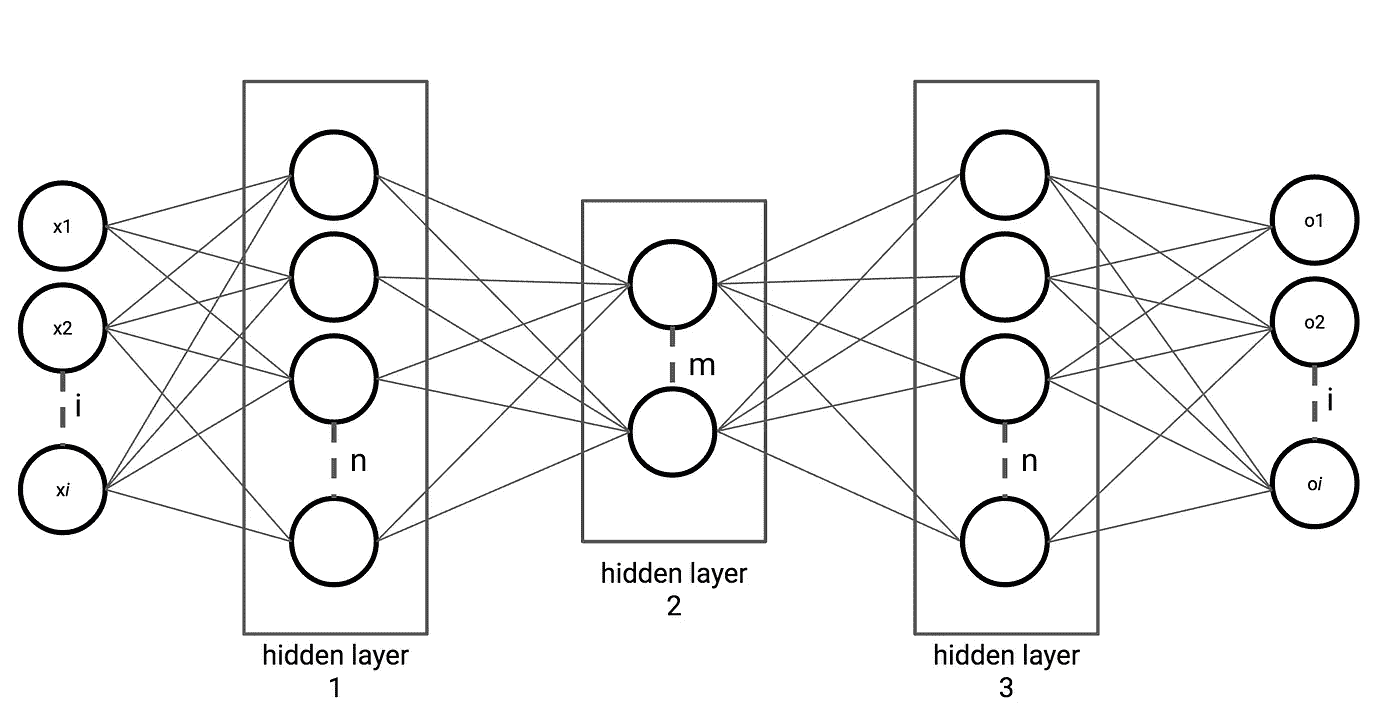 x1
x2
i
xi
n
hidden layer
1
m
hidden layer
2
n
hidden layer
3
o1
o2
i
oi